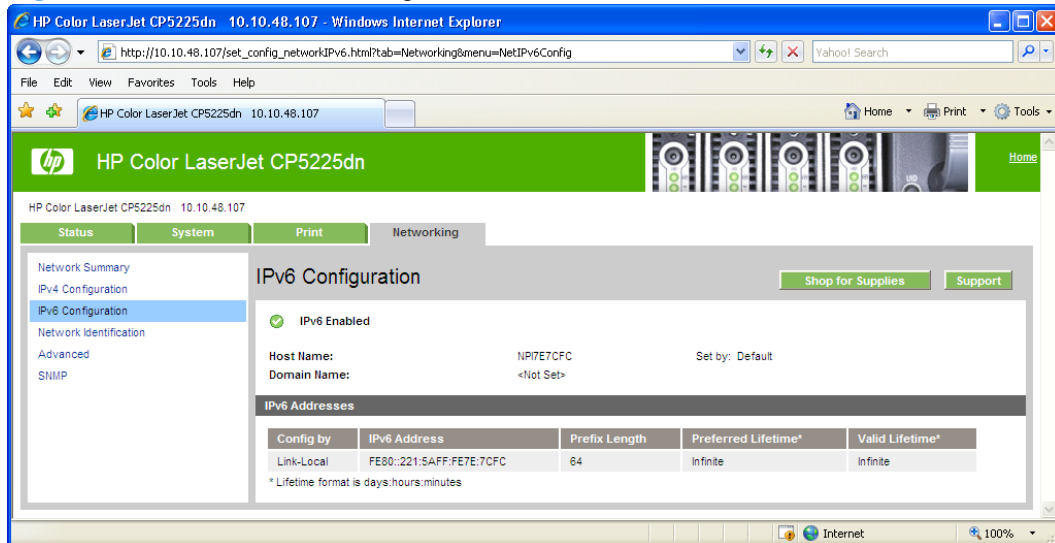 HP Color LaserJet CP5225dn 10.10.48.107 - Windows Internet Explorer
http://10.10.48.107/set_config_networkIPv6.html?tab=Networking&menu=NetIPv6Config
Yahoo! Search
File Edit View Favorites Tools Help
HP Color LaserJet CP5225dn 10.10.48.107
Home Print Tools
hp HP Color LaserJet CP5225dn
Home
HP Color LaserJet CP5225dn 10.10.48.107
Status System Print Networking
Network Summary
IPv4 Configuration
IPv6 Configuration
Network Identification
Advanced
SNMP
IPv6 Configuration
Shop for Supplies Support
IPv6 Enabled
Host Name: NPI7E7CFC Set by: Default
Domain Name: <Not Set>
IPv6 Addresses
Config by IPv6 Address Prefix Length Preferred Lifetime* Valid Lifetime*
Link-Local FE80::221:5AFF:FE7E:7CFC 64 Infinite Infinite
* Lifetime format is days:hours:minutes
Internet 100%